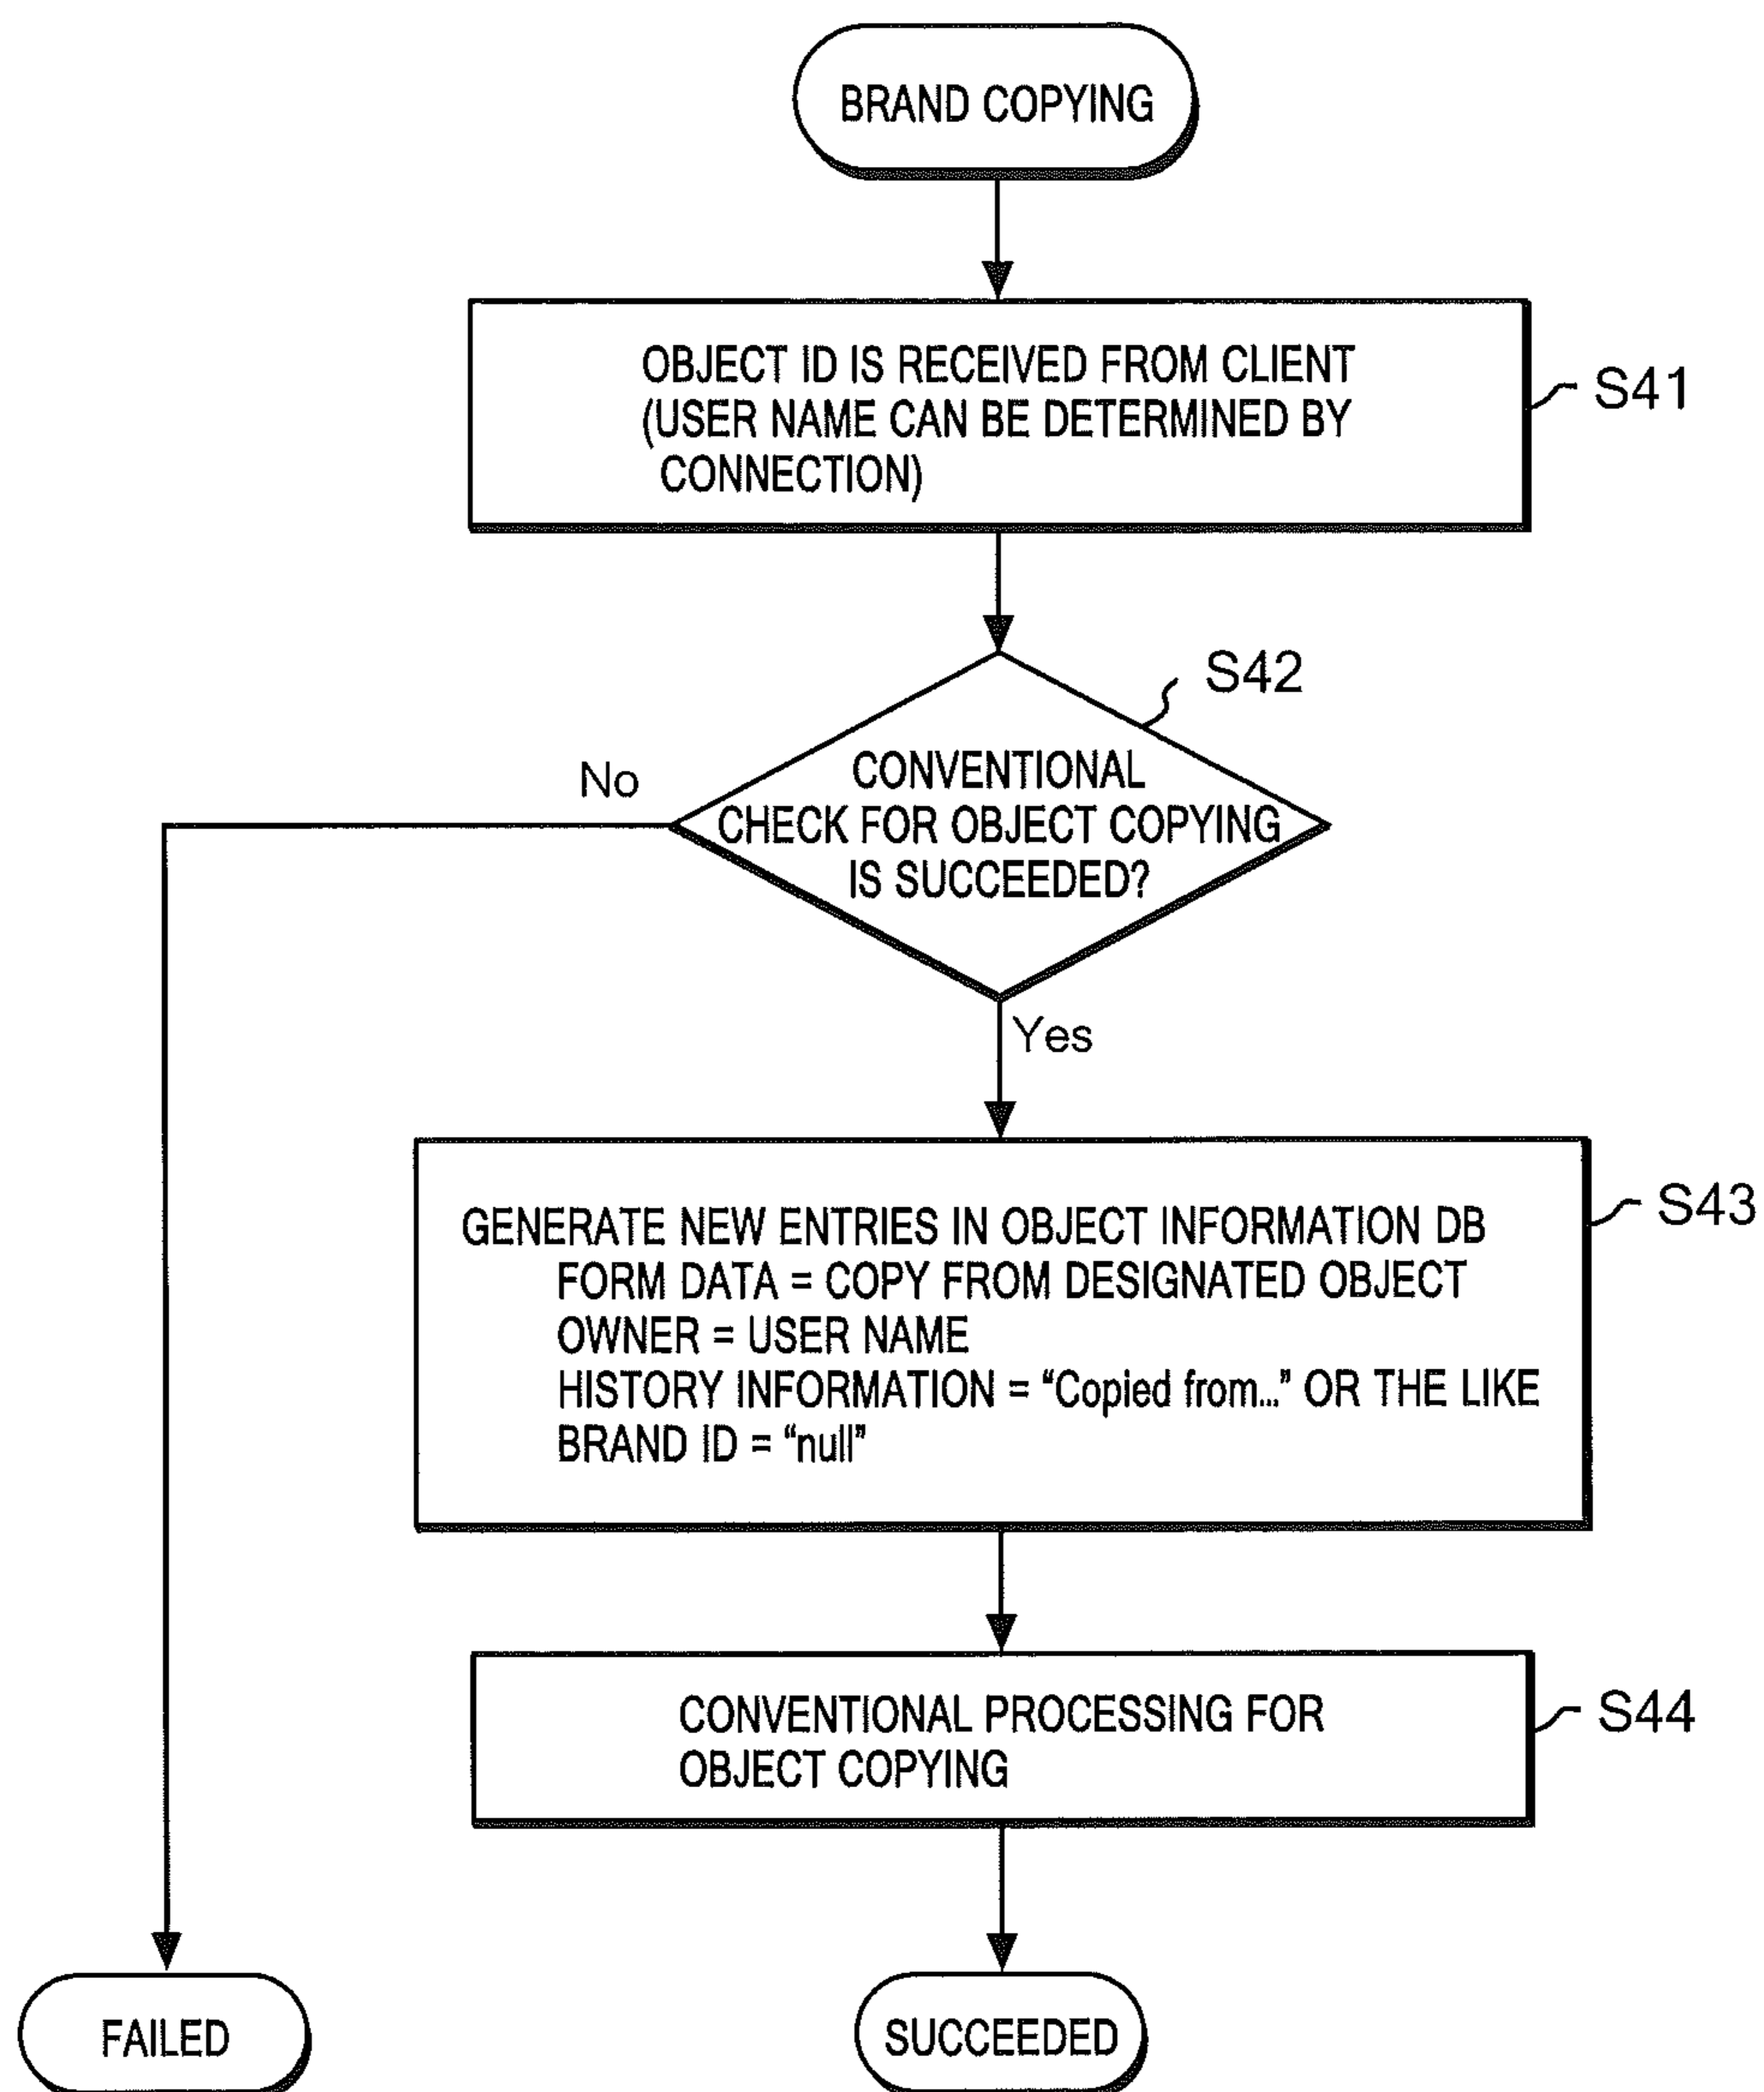 BRAND COPYING
OBJECT ID IS RECEIVED FROM CLIENT
(USER NAME CAN BE DETERMINED BY
CONNECTION)
S41
S42
CONVENTIONAL
CHECK FOR OBJECT COPYING
IS SUCCEEDED?
No
Yes
GENERATE NEW ENTRIES IN OBJECT INFORMATION DB
FORM DATA = COPY FROM DESIGNATED OBJECT
OWNER = USER NAME
HISTORY INFORMATION = “Copied from...” OR THE LIKE
BRAND ID = “null”
S43
CONVENTIONAL PROCESSING FOR
OBJECT COPYING
S44
FAILED
SUCCEEDED